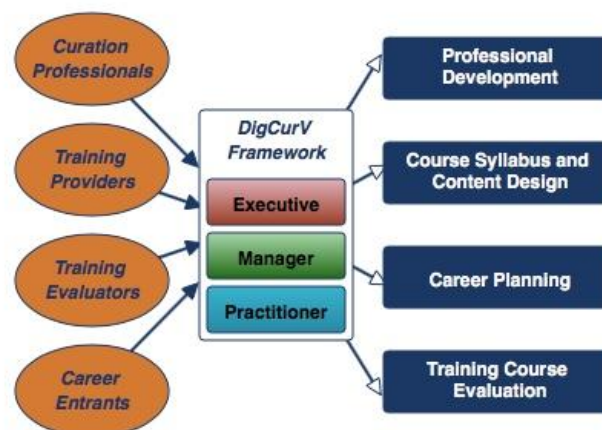 Curation
Professionals
Training
Providers
Training
Evaluators
Career
Entrants
DigCurV
Framework
Executive
Manager
Practitioner
Professional
Development
Course Syllabus and
Content Design
Career Planning
Training Course
Evaluation